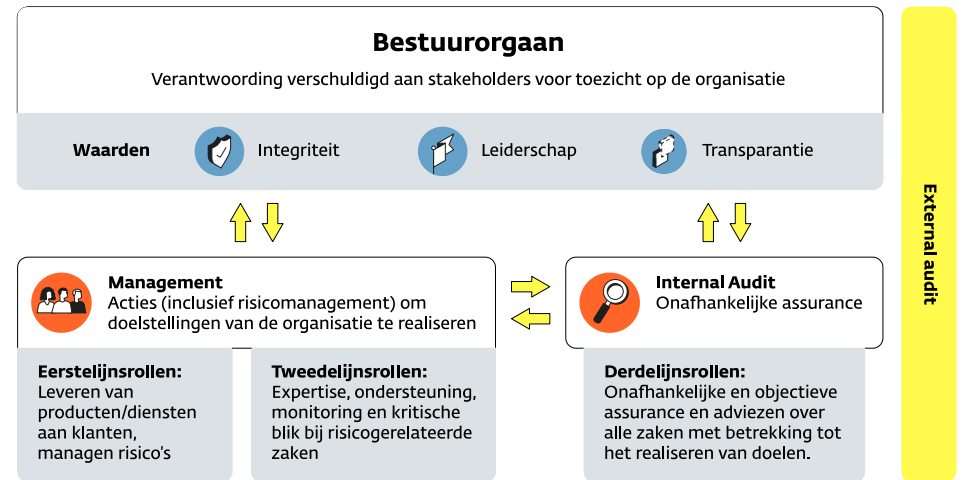 Bestuurorgaan
Verantwoording verschuldigd aan stakeholders voor toezicht op de organisatie
Waarden
Integriteit
Leiderschap
Transparantie
Management
Acties (inclusief risicomanagement) om
doelstellingen van de organisatie te realiseren
Internal Audit
Onafhankelijke assurance
Eerstelijnsrollen:
Leveren van
producten/diensten
aan klanten,
managen risico's
Tweedelijnsrollen:
Expertise, ondersteuning,
monitoring en kritische
blik bij risicogerelateerde
zaken
Derdelijnsrollen:
Onafhankelijke en objectieve
assurance en adviezen over
alle zaken met betrekking tot
het realiseren van doelen.
External audit